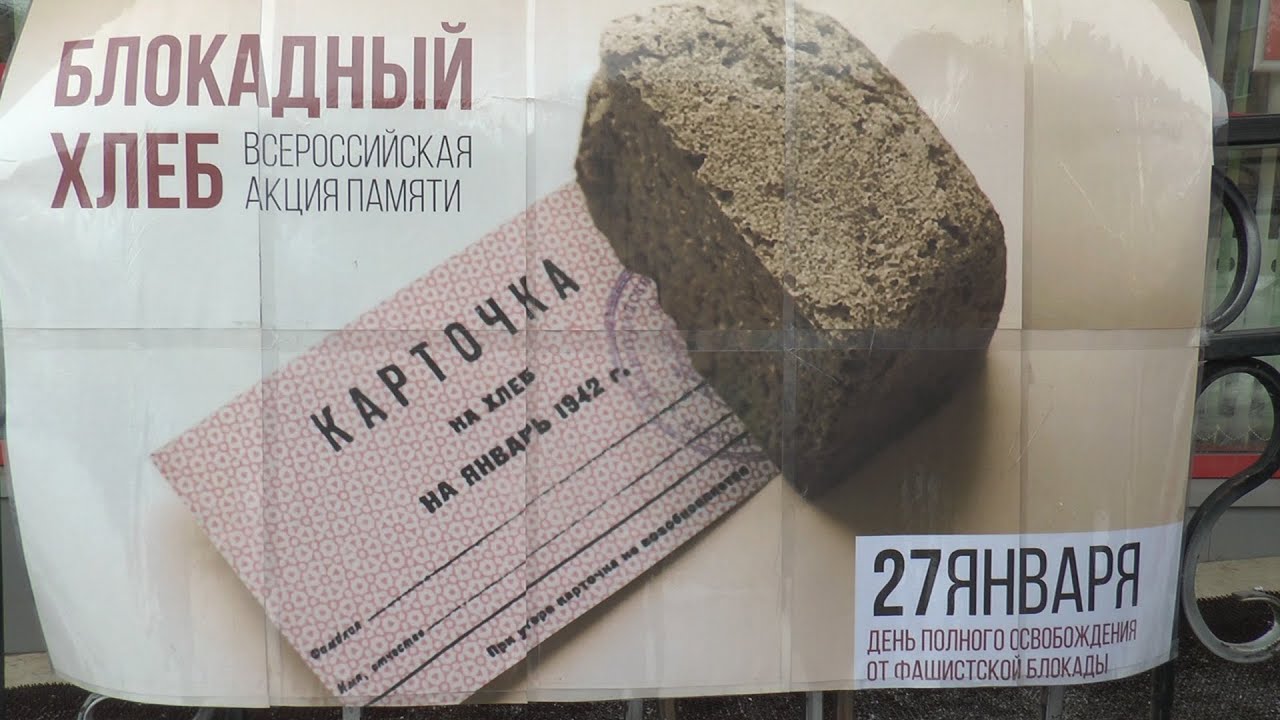 БЛОКАДНЫЙ
ХЛЕБ
ВСЕРОССИЙСКАЯ
АКЦИЯ ПАМЯТИ
КАРТОЧКА
НА ХЛЕБ
НА ЯНВАРЬ 1942 г.
Фамилия
Имя, отчество
При утере карточка не возобновляется
27ЯНВАРЯ
ДЕНЬ ПОЛНОГО ОСВОБОЖДЕНИЯ
ОТ ФАШИСТСКОЙ БЛОКАДЫ